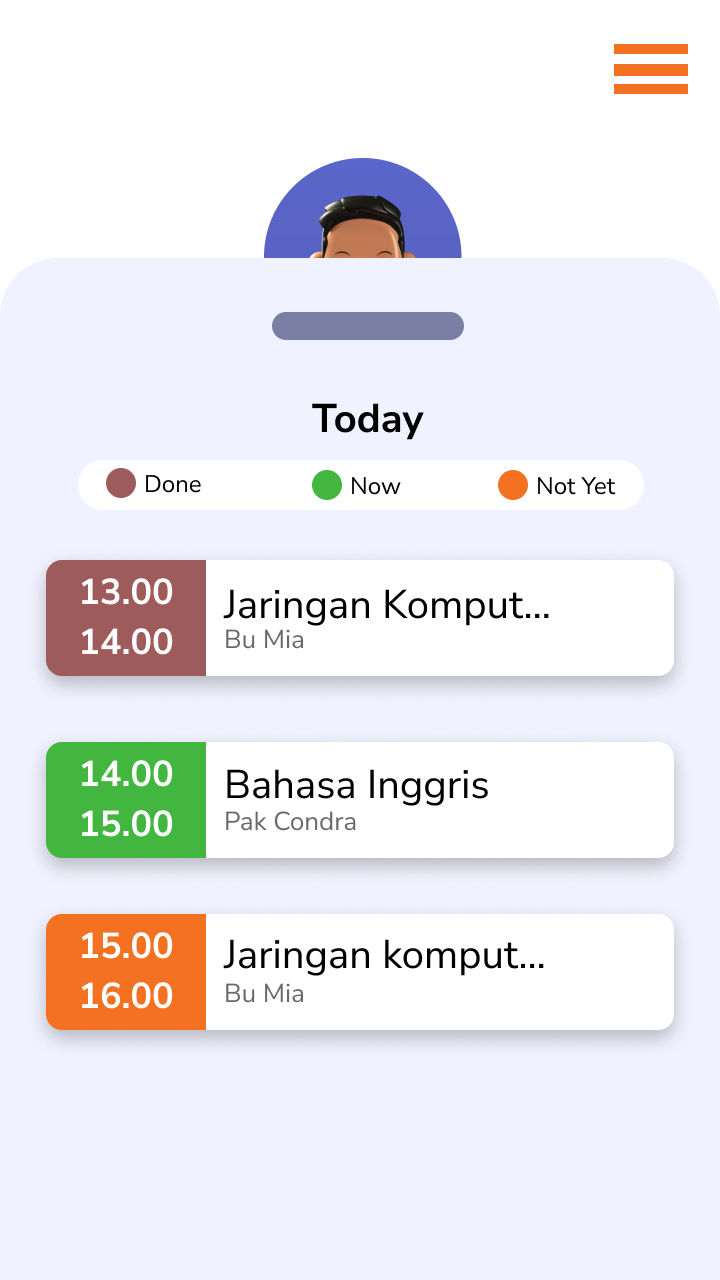 Today
Done
Now
Not Yet
13.00
14.00
Jaringan Komput...
Bu Mia
14.00
15.00
Bahasa Inggris
Pak Condra
15.00
16.00
Jaringan komput...
Bu Mia